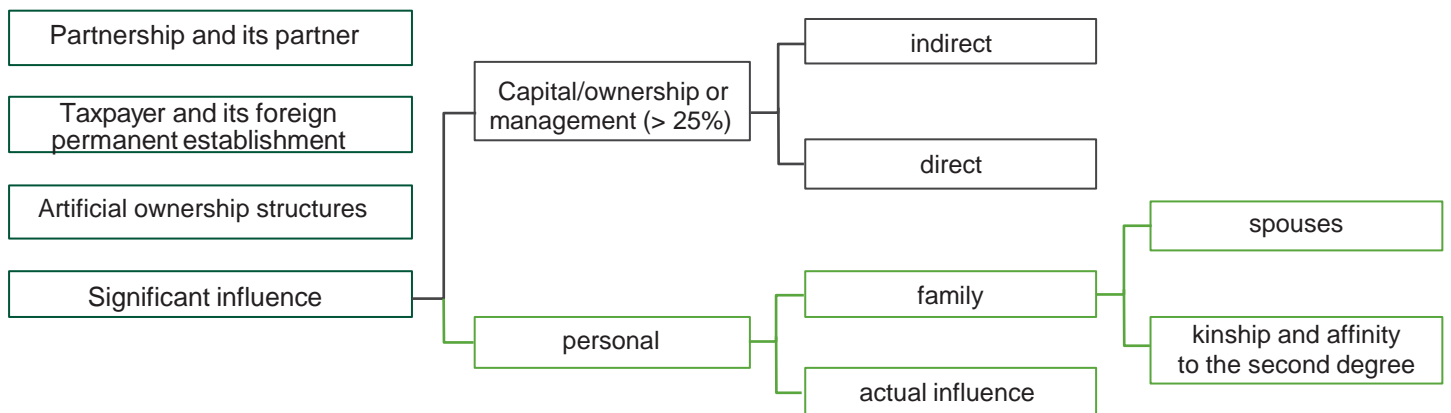 Partnership and its partner
Taxpayer and its foreign
permanent establishment
Artificial ownership structures
Significant influence
Capital/ownership or
management (> 25%)
personal
indirect
direct
family
actual influence
spouses
kinship and affinity
to the second degree